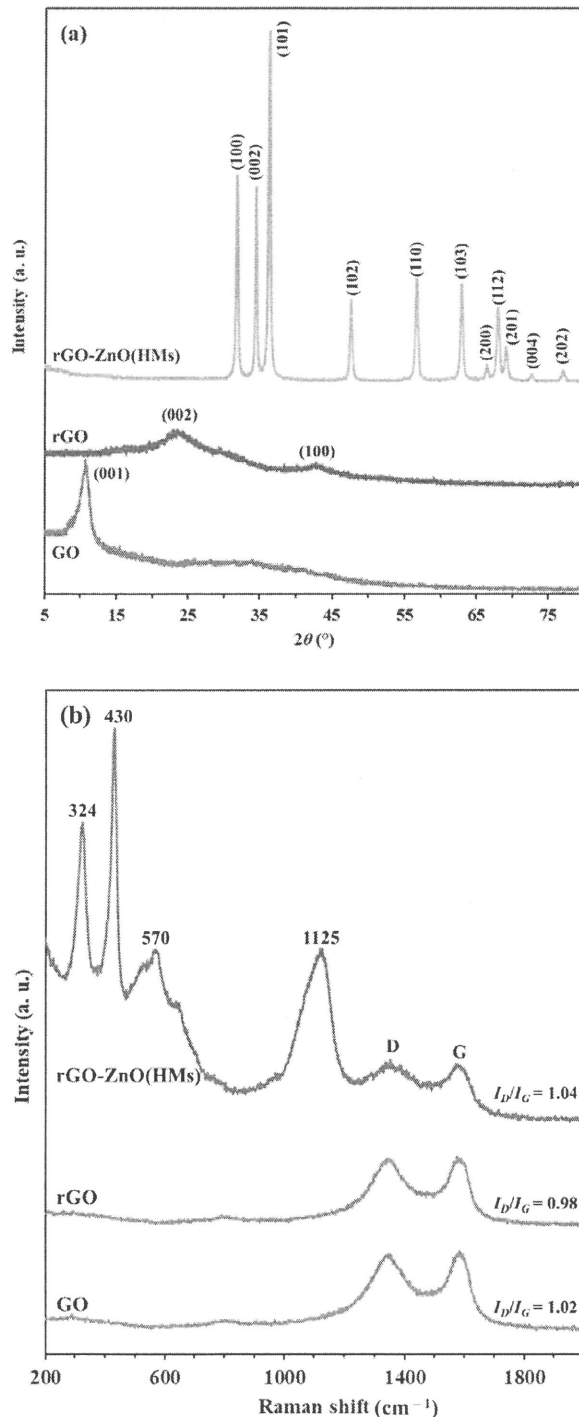 (a)
(101)
(100)
(002)
(102)
(110)
(103)
(112)
(200)
(201)
(004)
(202)
Intensity (a. u.)
rGO-ZnO(HMs)
(002)
rGO
(100)
(001)
GO
5 15 25 35 45 55 65 75
2θ (°)
(b)
430
324
570
1125
D
G
Intensity (a. u.)
rGO-ZnO(HMs)
I_D/I_G = 1.04
rGO
I_D/I_G = 0.98
GO
I_D/I_G = 1.02
200 600 1000 1400 1800
Raman shift (cm⁻¹)